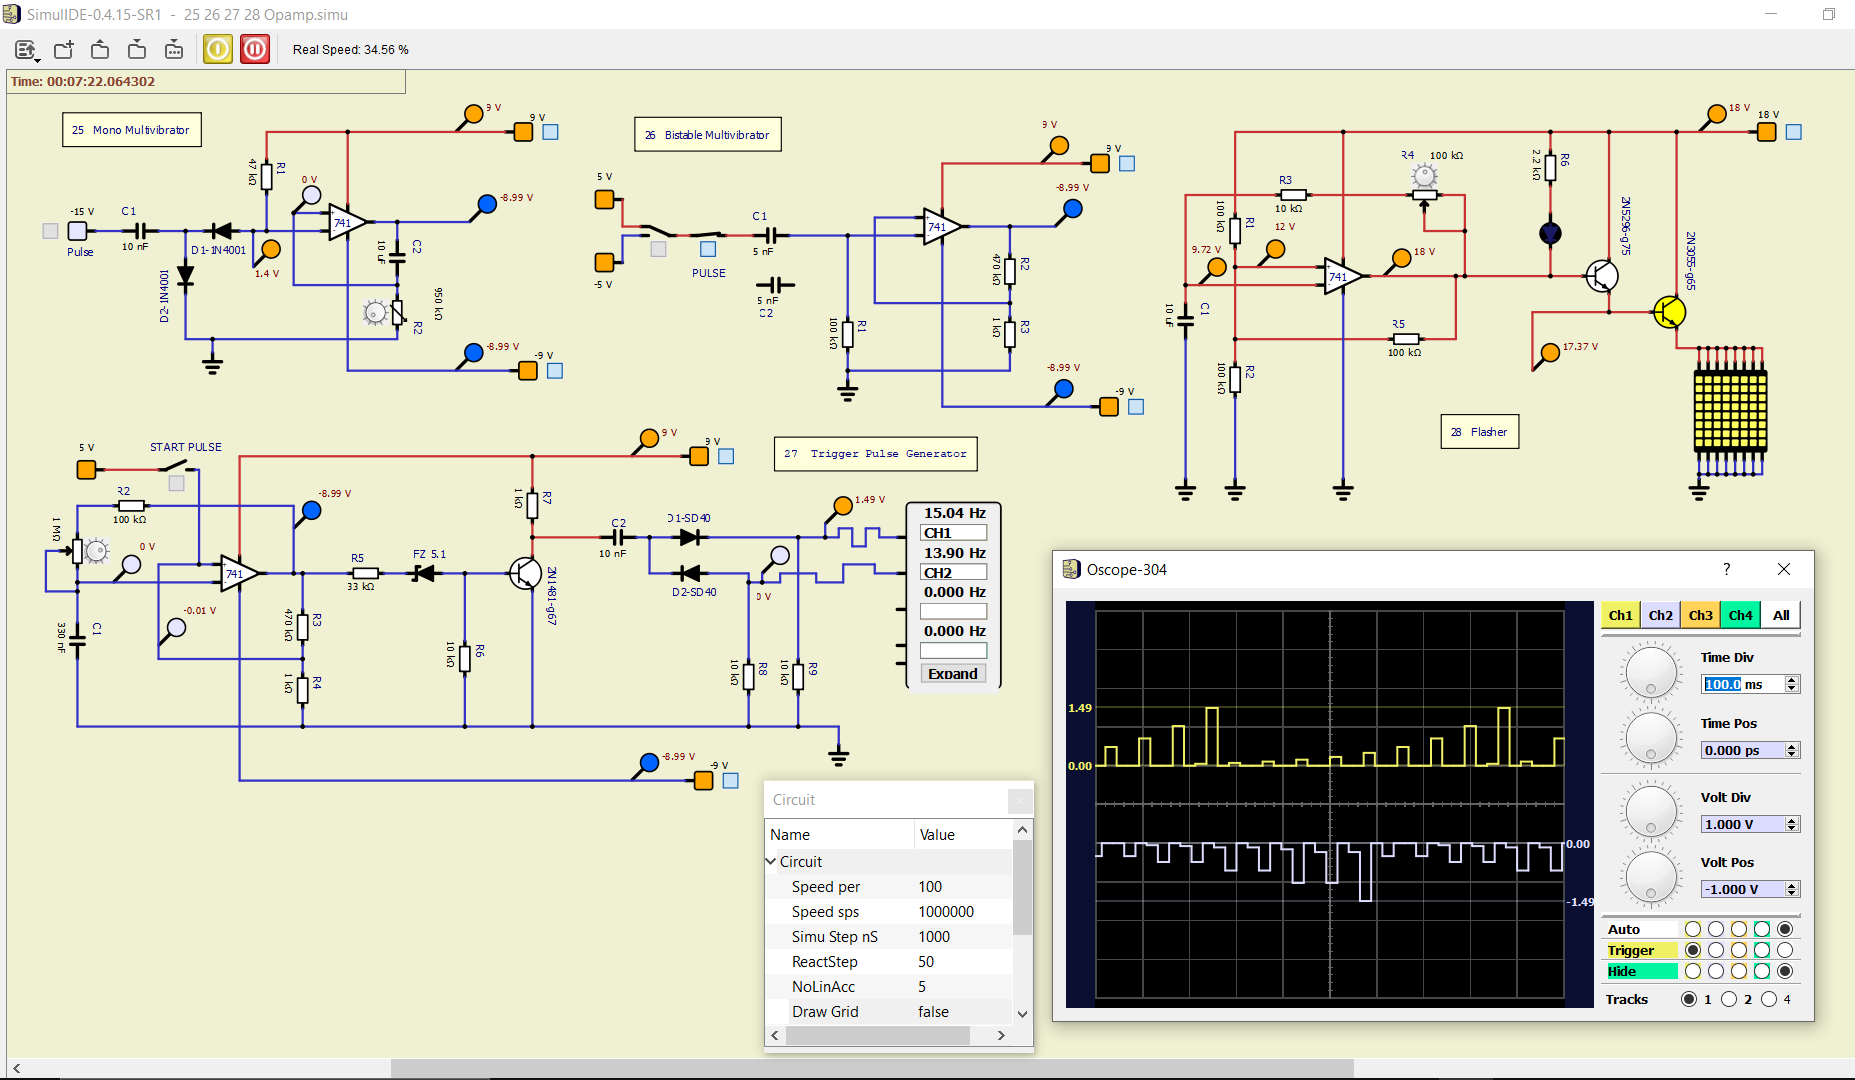 SimulIDE-0.4.15-SR1 - 25 26 27 28 Opamp.simu
Real Speed: 34.56 %
Time: 00:07:22.064302
25 Mono Multivibrator
9 V
9 V
R1
47 kΩ
0 V
-8.99 V
-15 V
C1
10 nF
Pulse
D1-1N4001
D2-1N4001
1.4 V
741
10 uF
C2
950 kΩ
R2
-8.99 V
-9 V
26 Bistable Multivibrator
9 V
9 V
-8.99 V
5 V
-5 V
PULSE
C1
5 nF
5 nF
C2
741
R2
470 kΩ
R1
100 kΩ
R3
1 kΩ
-8.99 V
-9 V
18 V
18 V
R4 100 kΩ
R3
10 kΩ
R1
100 kΩ
12 V
9.72 V
741
18 V
R6
2.2 kΩ
2N5296-g75
2N3055-g65
C1
10 uF
R5
100 kΩ
R2
100 kΩ
17.37 V
28 Flasher
5 V
START PULSE
R2
100 kΩ
1 MΩ
0 V
-8.99 V
741
-0.01 V
C1
330 nF
R3
470 kΩ
R4
1 kΩ
R5
33 kΩ
FZ 5.1
R6
10 kΩ
R7
1 kΩ
2N1481-g67
9 V
9 V
27 Trigger Pulse Generator
C2
10 nF
D1-SD40
D2-SD40
1.49 V
0 V
R8
10 kΩ
R9
10 kΩ
-8.99 V
-9 V
15.04 Hz
CH1
13.90 Hz
CH2
0.000 Hz
0.000 Hz
Expand
Circuit
Name Value
Circuit
Speed per 100
Speed sps 1000000
Simu Step nS 1000
ReactStep 50
NoLinAcc 5
Draw Grid false
Oscope-304
?
1.49
0.00
0.00
-1.49
Ch1 Ch2 Ch3 Ch4 All
Time Div
100.0 ms
Time Pos
0.000 ps
Volt Div
1.000 V
Volt Pos
-1.000 V
Auto
Trigger
Hide
Tracks 1 2 4